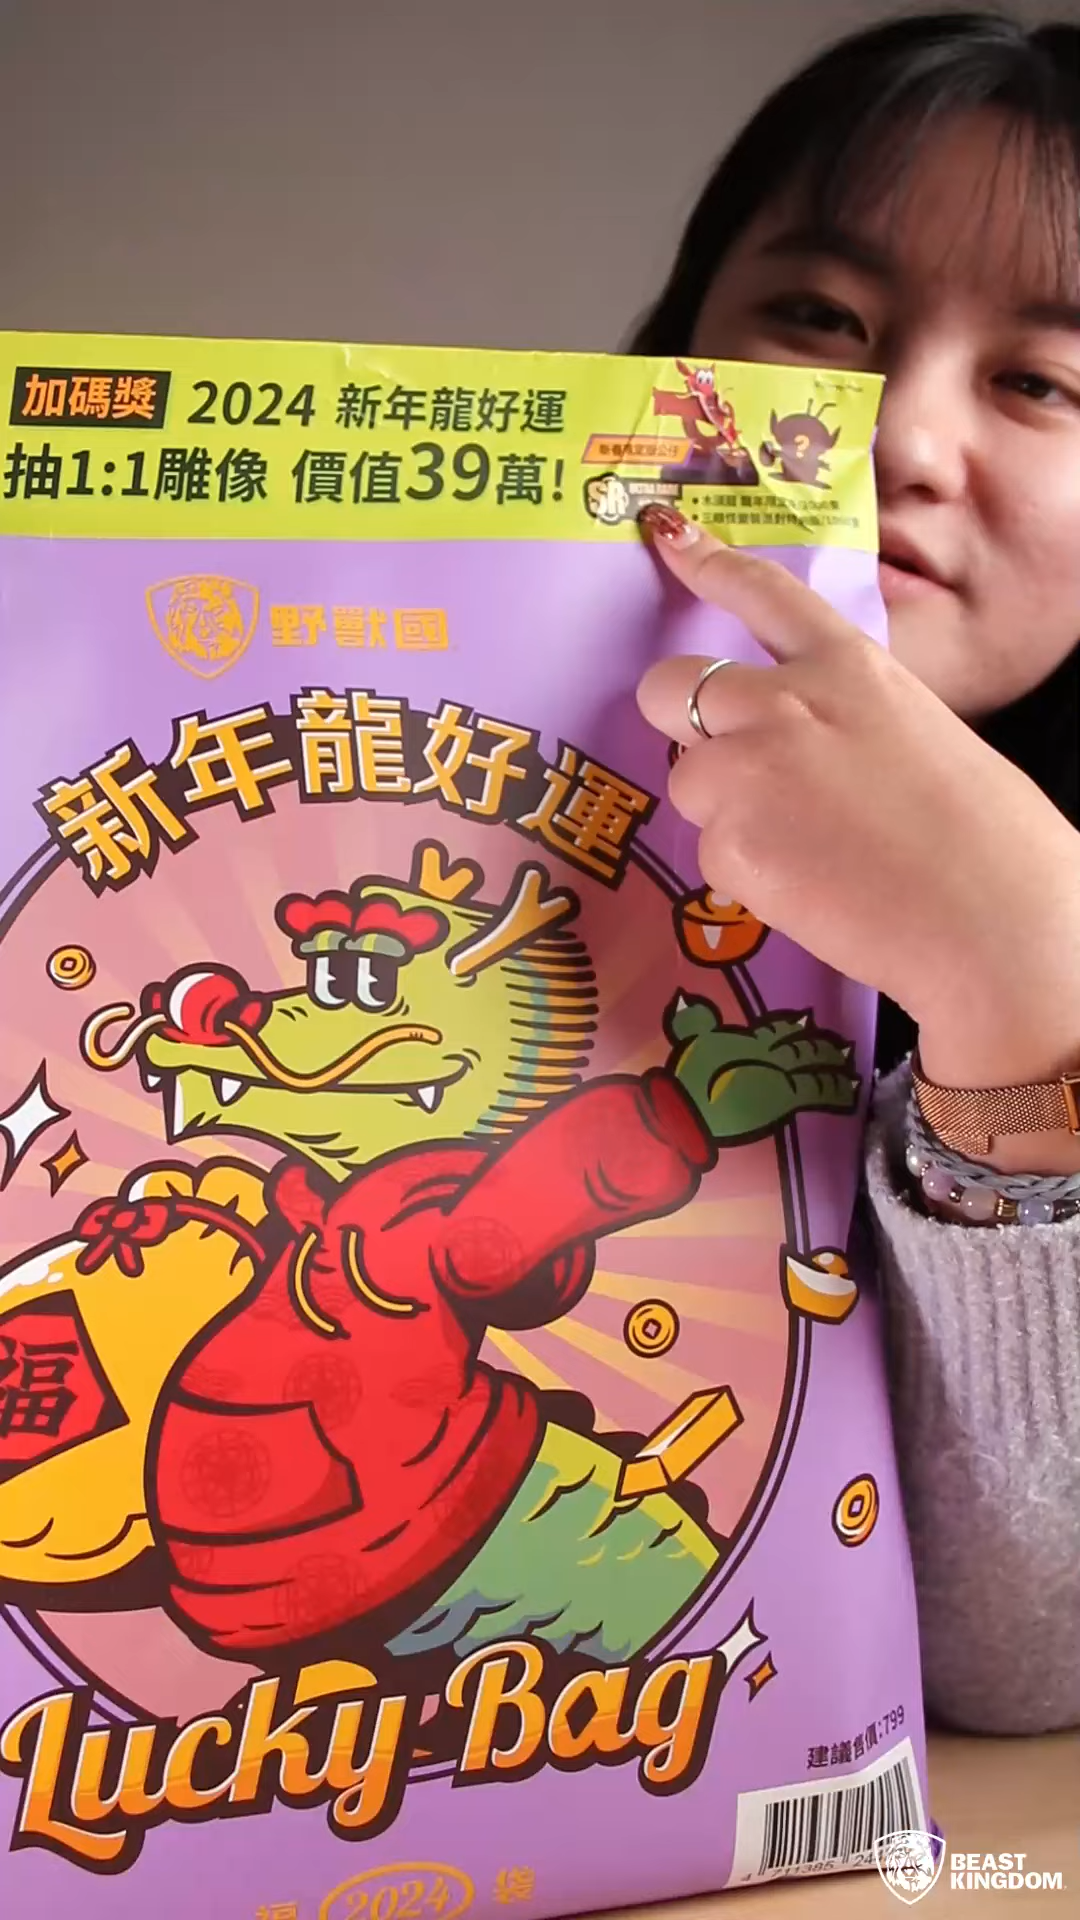 加碼獎 2024 新年龍好運
抽1:1雕像 價值39萬!
?
SR
野獸國
新年龍好運
福
Lucky Bag
建議售價:799
福 2024 袋
BEAST
KINGDOM